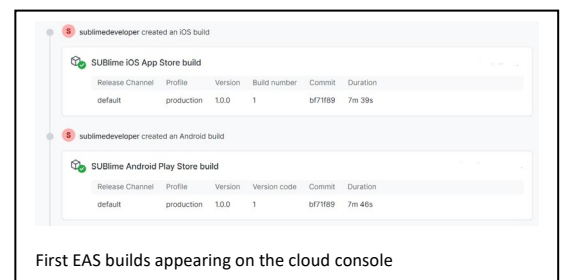 S sublimedeveloper created an iOS build
SUBlime iOS App Store build
Release Channel Profile Version Build number Commit Duration
default production 1.0.0 1 bf71f89 7m 39s
S sublimedeveloper created an Android build
SUBlime Android Play Store build
Release Channel Profile Version Version code Commit Duration
default production 1.0.0 1 bf71f89 7m 46s
First EAS builds appearing on the cloud console